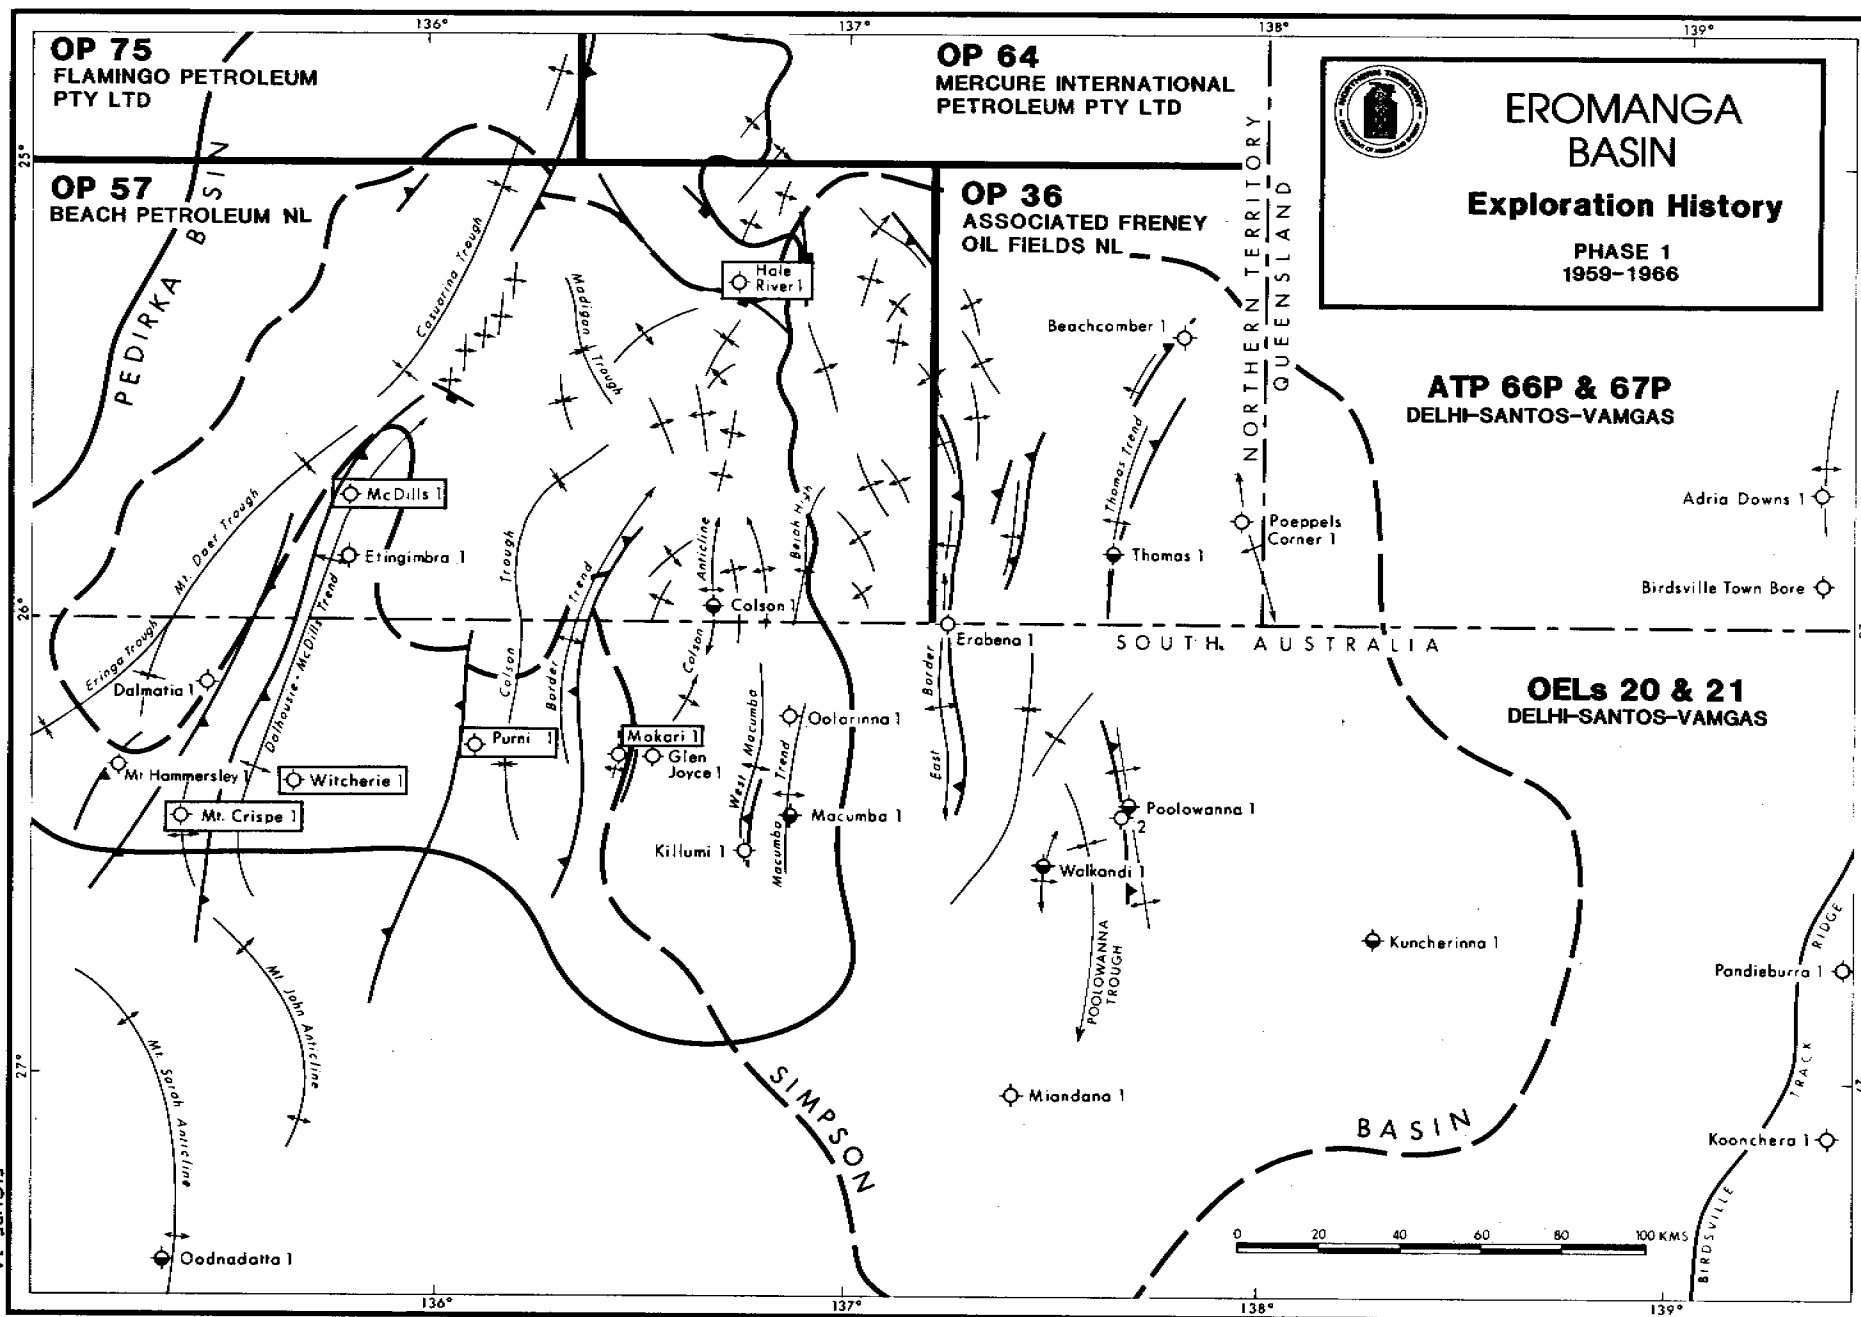 136°
137°
138°
139°
OP 75
FLAMINGO PETROLEUM
PTY LTD
OP 64
MERCURE INTERNATIONAL
PETROLEUM PTY LTD
EROMANGA
BASIN
Exploration History
PHASE 1
1959-1966
25°
OP 57
BEACH PETROLEUM NL
OP 36
ASSOCIATED FRENEY
OIL FIELDS NL
NORTHERN TERRITORY
QUEENSLAND
PEDIRKA BASIN
Casuarina Trough
Madigan Trough
Hale
River 1
Beachcomber 1
ATP 66P & 67P
DELHI-SANTOS-VAMGAS
Thomas Trend
McDills 1
Mt. Daer Trough
Etingimbra 1
Colson Trough
Border Trend
Colson Anticline
Beiah High
Thomas 1
Poeppels
Corner 1
Adria Downs 1
Birdsville Town Bore
26°
Colson 1
Erabena 1
SOUTH AUSTRALIA
Eringa Trough
Dalmatia 1
Dalhousie - McDills Trend
OELs 20 & 21
DELHI-SANTOS-VAMGAS
Oolarinna 1
East Border
Purni 1
Mokari 1
Glen
Joyce 1
West Macumba
Macumba Trend
Mt Hammersley 1
Witcherie 1
Mt. Crispe 1
Macumba 1
Poolowanna 1
2
Killumi 1
Walkandi 1
POOLOWANNA
TROUGH
Kuncherinna 1
Pandieburra 1
Mt. John Anticline
Mt. Sarah Anticline
27°
Miandana 1
SIMPSON
BASIN
Koonchera 1
BIRDSVILLE TRACK RIDGE
Oodnadatta 1
0 20 40 60 80 100 KMS
136°
137°
138°
139°